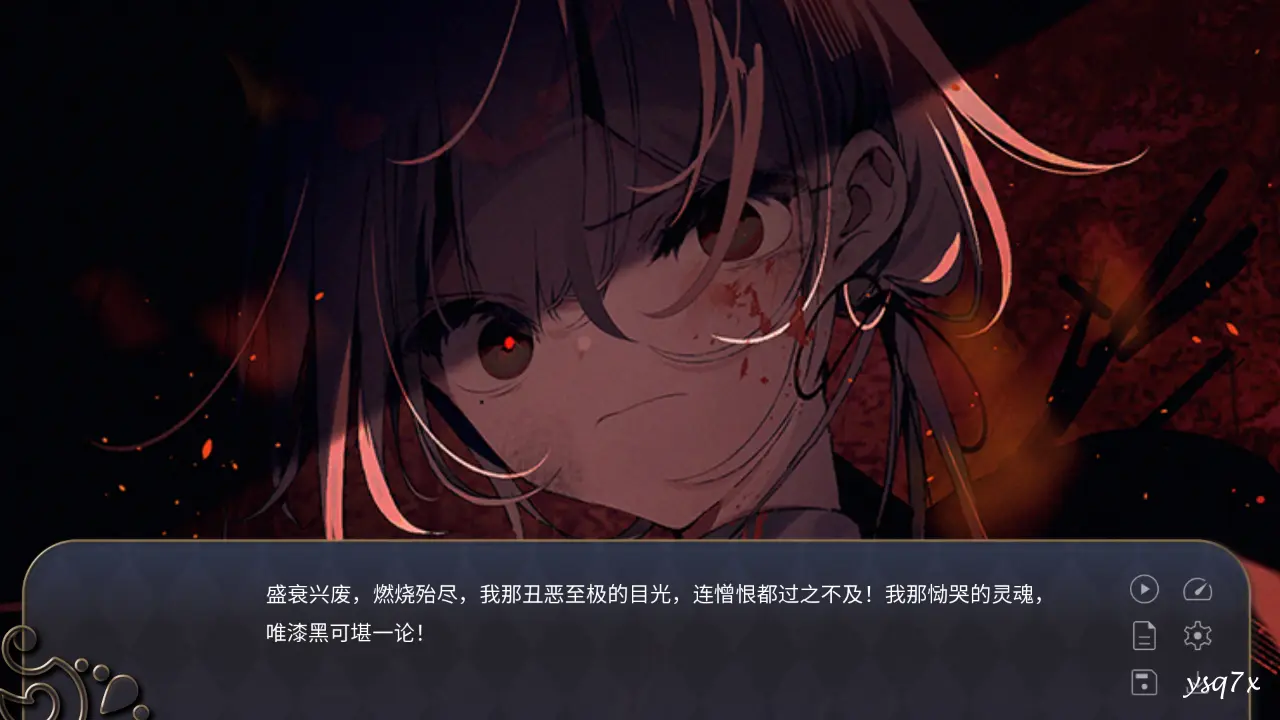 盛衰兴废，燃烧殆尽，我那丑恶至极的目光，连憎恨都过之不及！我那恸哭的灵魂，
唯漆黑可堪一论！
ysq7x